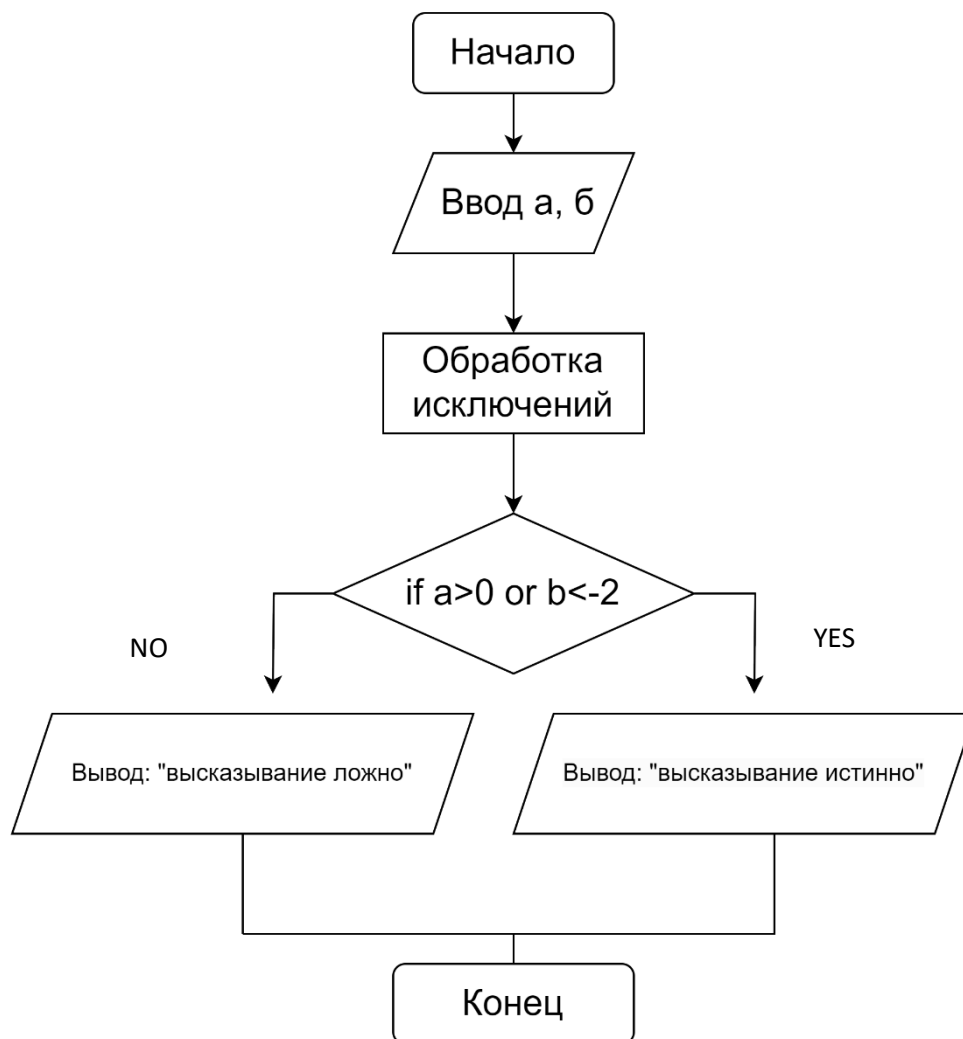 Начало
Ввод а, б
Обработка
исключений
if a>0 or b<-2
NO
YES
Вывод: "высказывание ложно"
Вывод: "высказывание истинно"
Конец